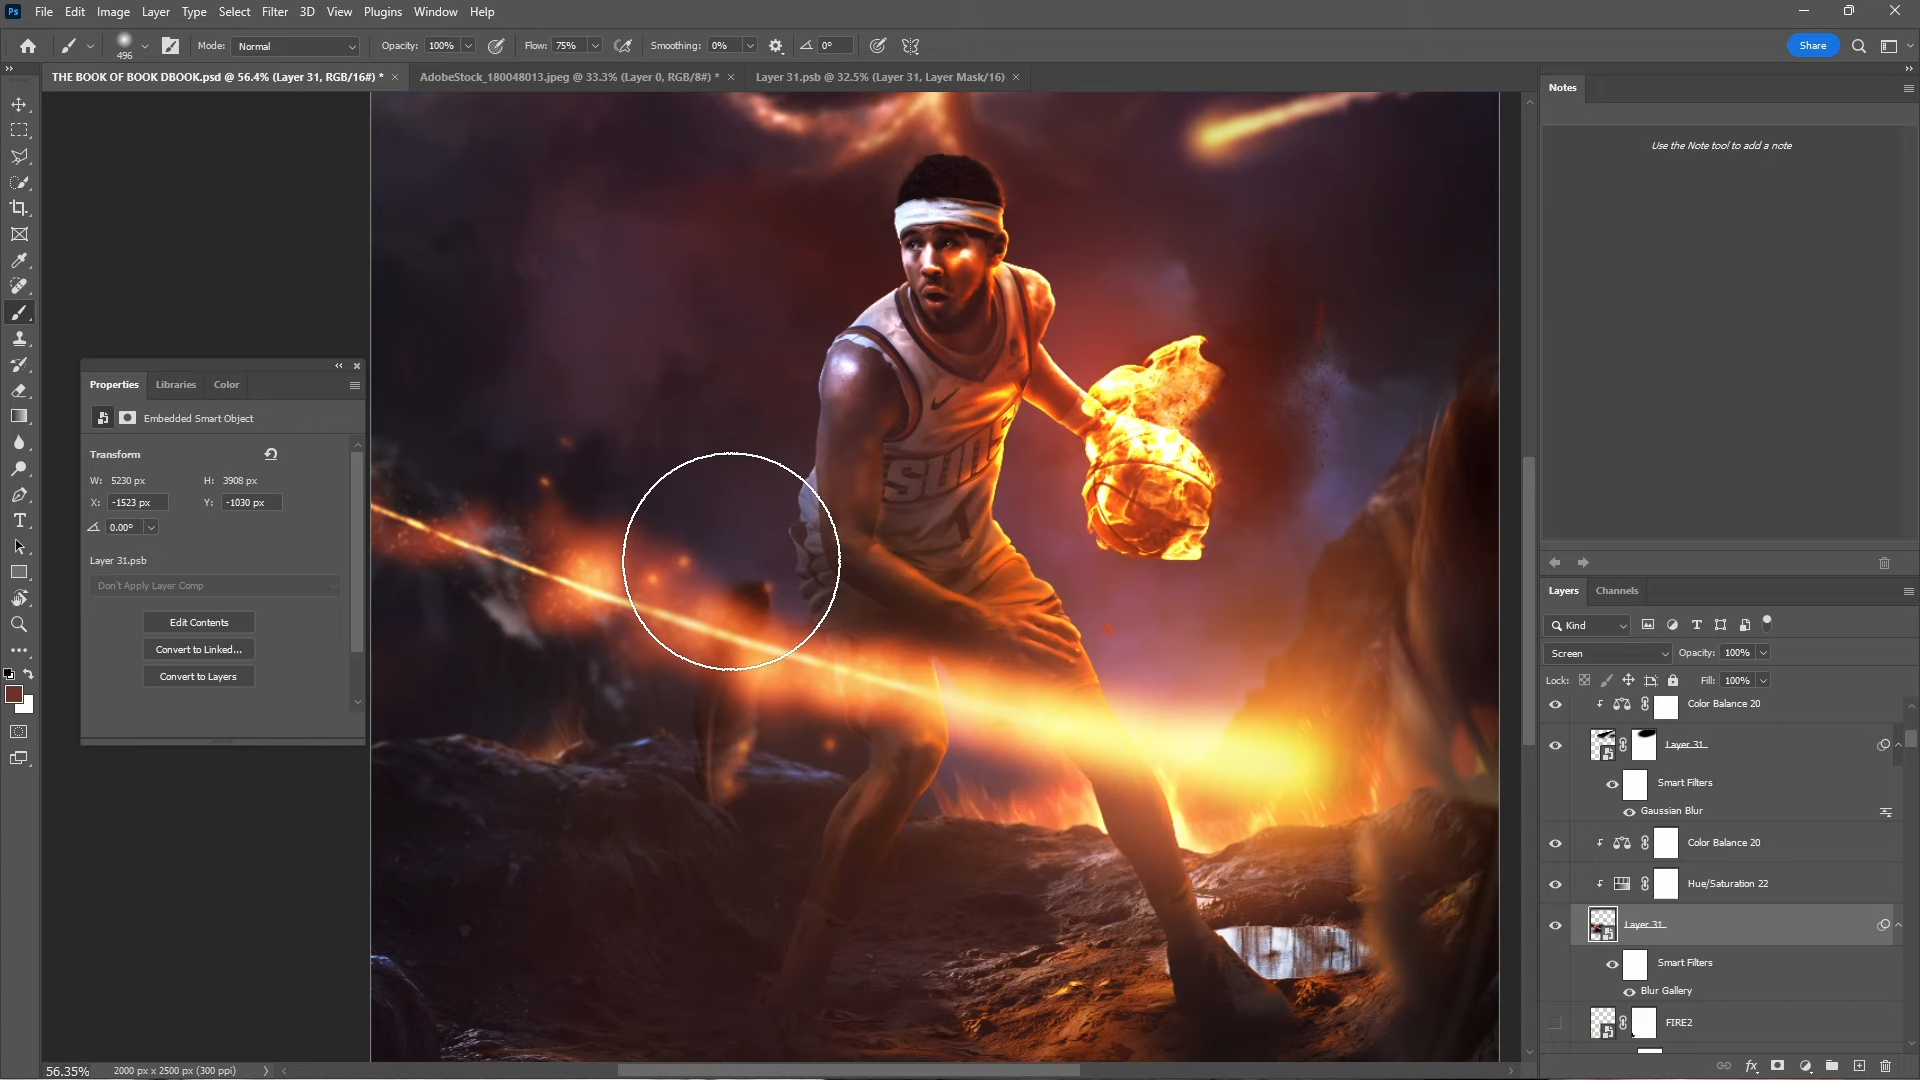 Ps File Edit Image Layer Type Select Filter 3D View Plugins Window Help
496 Mode: Normal Opacity: 100% Flow: 75% Smoothing: 0% 0° Share
THE BOOK OF BOOK DBOOK.psd @ 56.4% (Layer 31, RGB/16#) * × AdobeStock_180048013.jpeg @ 33.3% (Layer 0, RGB/8#) * × Layer 31.psb @ 32.5% (Layer 31, Layer Mask/16) ×
Notes
Use the Note tool to add a note
SUNS
Properties Libraries Color
Embedded Smart Object
Transform
W: 5230 px H: 3908 px
X: -1523 px Y: -1030 px
0.00°
Layer 31.psb
Don't Apply Layer Comp
Edit Contents
Convert to Linked...
Convert to Layers
Layers Channels
Kind
Screen Opacity: 100%
Lock: Fill: 100%
Color Balance 20
Layer 31
Smart Filters
Gaussian Blur
Color Balance 20
Hue/Saturation 22
Layer 31
Smart Filters
Blur Gallery
FIRE2
56.35% 2000 px x 2500 px (300 ppi)